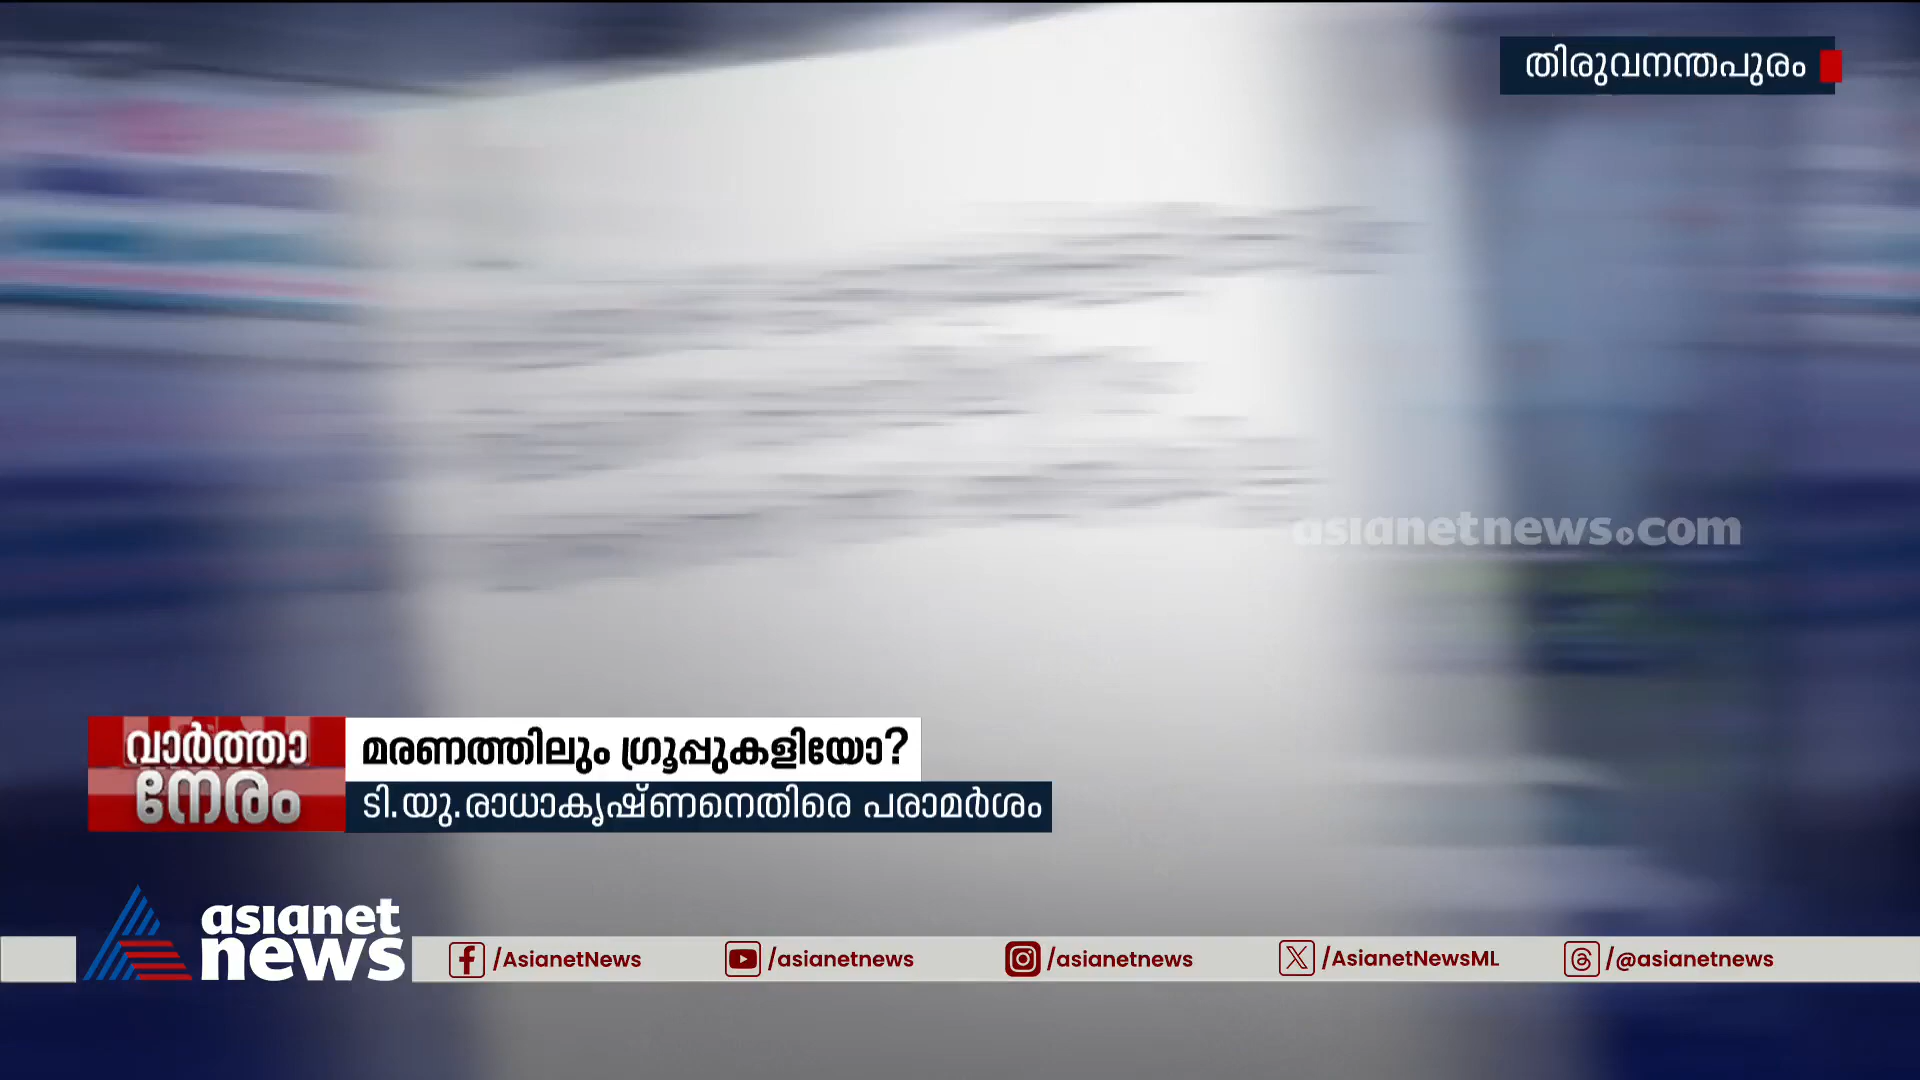 തിരുവനന്തപുരം
asianetnews.com
വാർത്താ
നേരം
മരണത്തിലും ഗ്രൂപ്പുകളിയോ?
ടി.യു.രാധാകൃഷ്ണനെതിരെ പരാമർശം
asianet
news
/AsianetNews
/asianetnews
/asianetnews
/AsianetNewsML
/@asianetnews